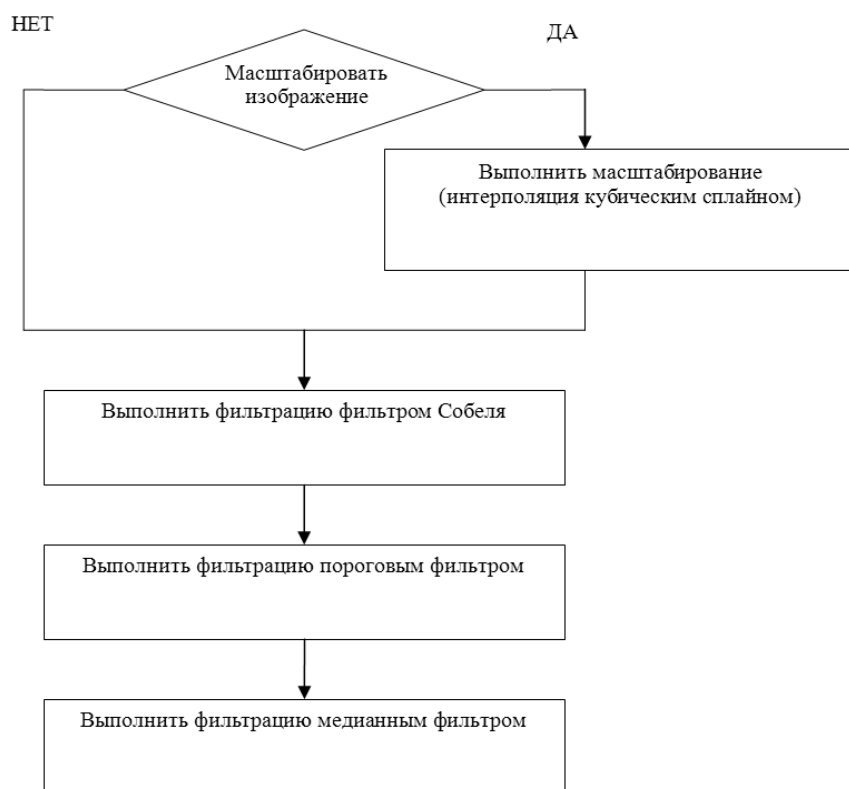 НЕТ
ДА
Масштабировать
изображение
Выполнить масштабирование
(интерполяция кубическим сплайном)
Выполнить фильтрацию фильтром Собеля
Выполнить фильтрацию пороговым фильтром
Выполнить фильтрацию медианным фильтром